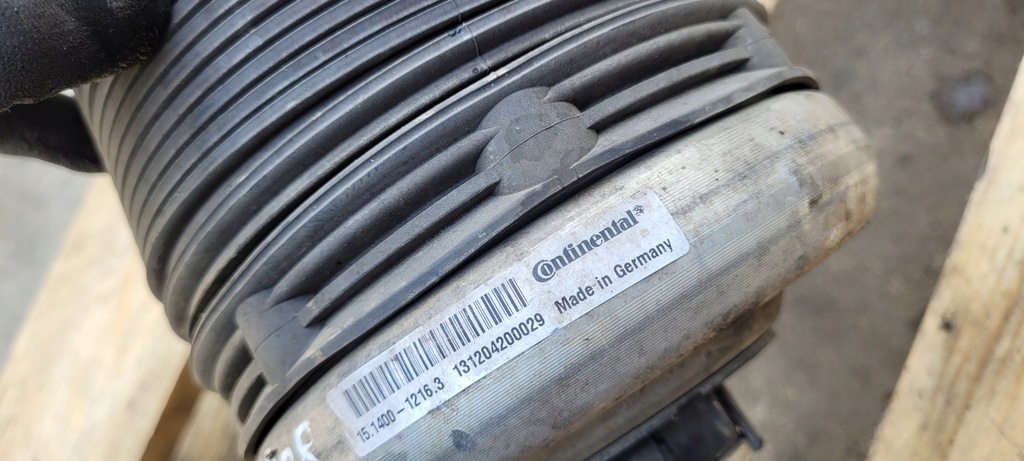 Continental
Made in Germany
15.1400-1216.3 131204200029